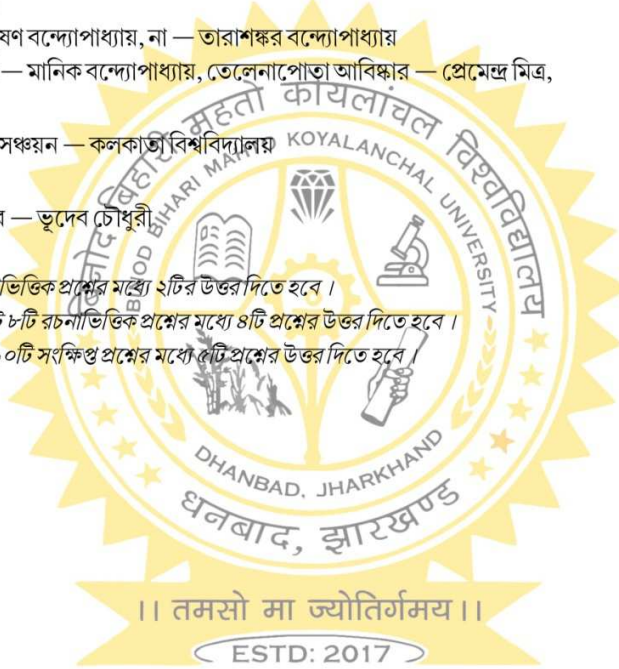 বন্দ্যোপাধ্যায়, না — তারাশঙ্কর বন্দ্যোপাধ্যায়
— মানিক বন্দ্যোপাধ্যায়, তেলেনাপোতা আবিষ্কার — প্রেমেন্দ্র মিত্র,
সঞ্চয়ন — কলকাতা বিশ্ববিদ্যালয়
— ভূদেব চৌধুরী
প্রশ্নের মধ্যে ২টির উত্তর দিতে হবে ।
৮টি রচনাভিত্তিক প্রশ্নের মধ্যে ৪টি প্রশ্নের উত্তর দিতে হবে ।
০টি সংক্ষিপ্ত প্রশ্নের মধ্যে ৫টি প্রশ্নের উত্তর দিতে হবে ।
बिनोद बिहारी महतो कोयलांचल विश्वविद्यालय
BINOD BIHARI MAHTO KOYALANCHAL UNIVERSITY
DHANBAD, JHARKHAND
धनबाद, झारखण्ड
।। तमसो मा ज्योतिर्गमय ।।
ESTD: 2017